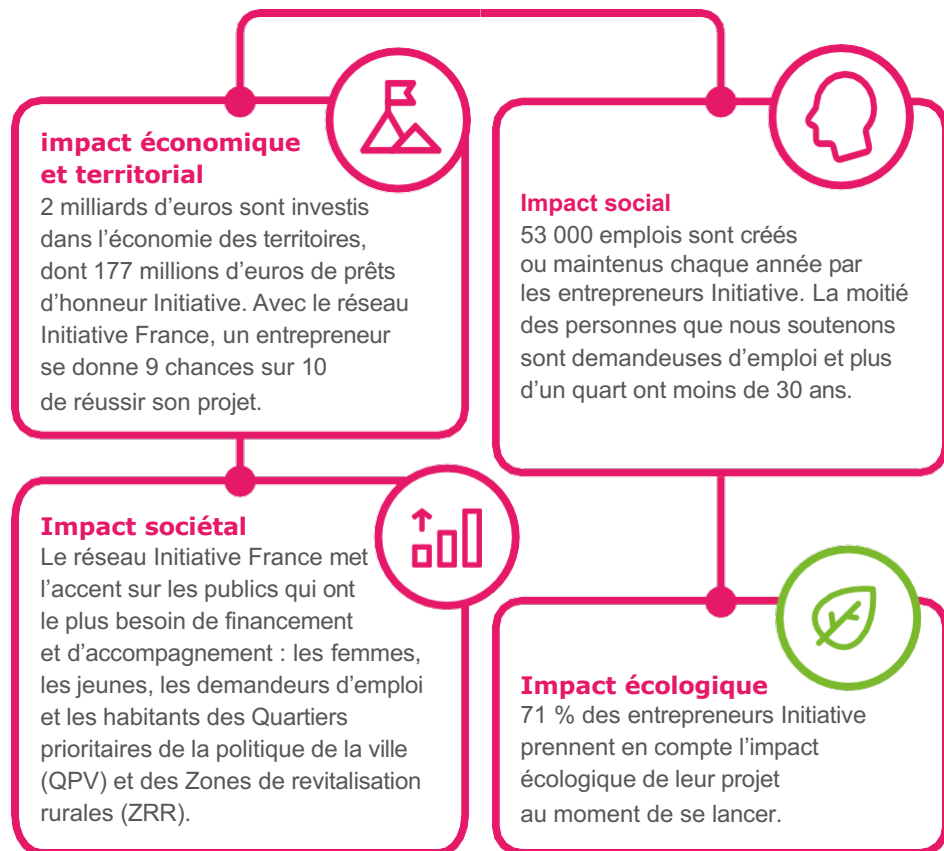 impact économique
et territorial
2 milliards d’euros sont investis
dans l’économie des territoires,
dont 177 millions d’euros de prêts
d’honneur Initiative. Avec le réseau
Initiative France, un entrepreneur
se donne 9 chances sur 10
de réussir son projet.
Impact social
53 000 emplois sont créés
ou maintenus chaque année par
les entrepreneurs Initiative. La moitié
des personnes que nous soutenons
sont demandeuses d’emploi et plus
d’un quart ont moins de 30 ans.
Impact sociétal
Le réseau Initiative France met
l’accent sur les publics qui ont
le plus besoin de financement
et d’accompagnement : les femmes,
les jeunes, les demandeurs d’emploi
et les habitants des Quartiers
prioritaires de la politique de la ville
(QPV) et des Zones de revitalisation
rurales (ZRR).
Impact écologique
71 % des entrepreneurs Initiative
prennent en compte l’impact
écologique de leur projet
au moment de se lancer.